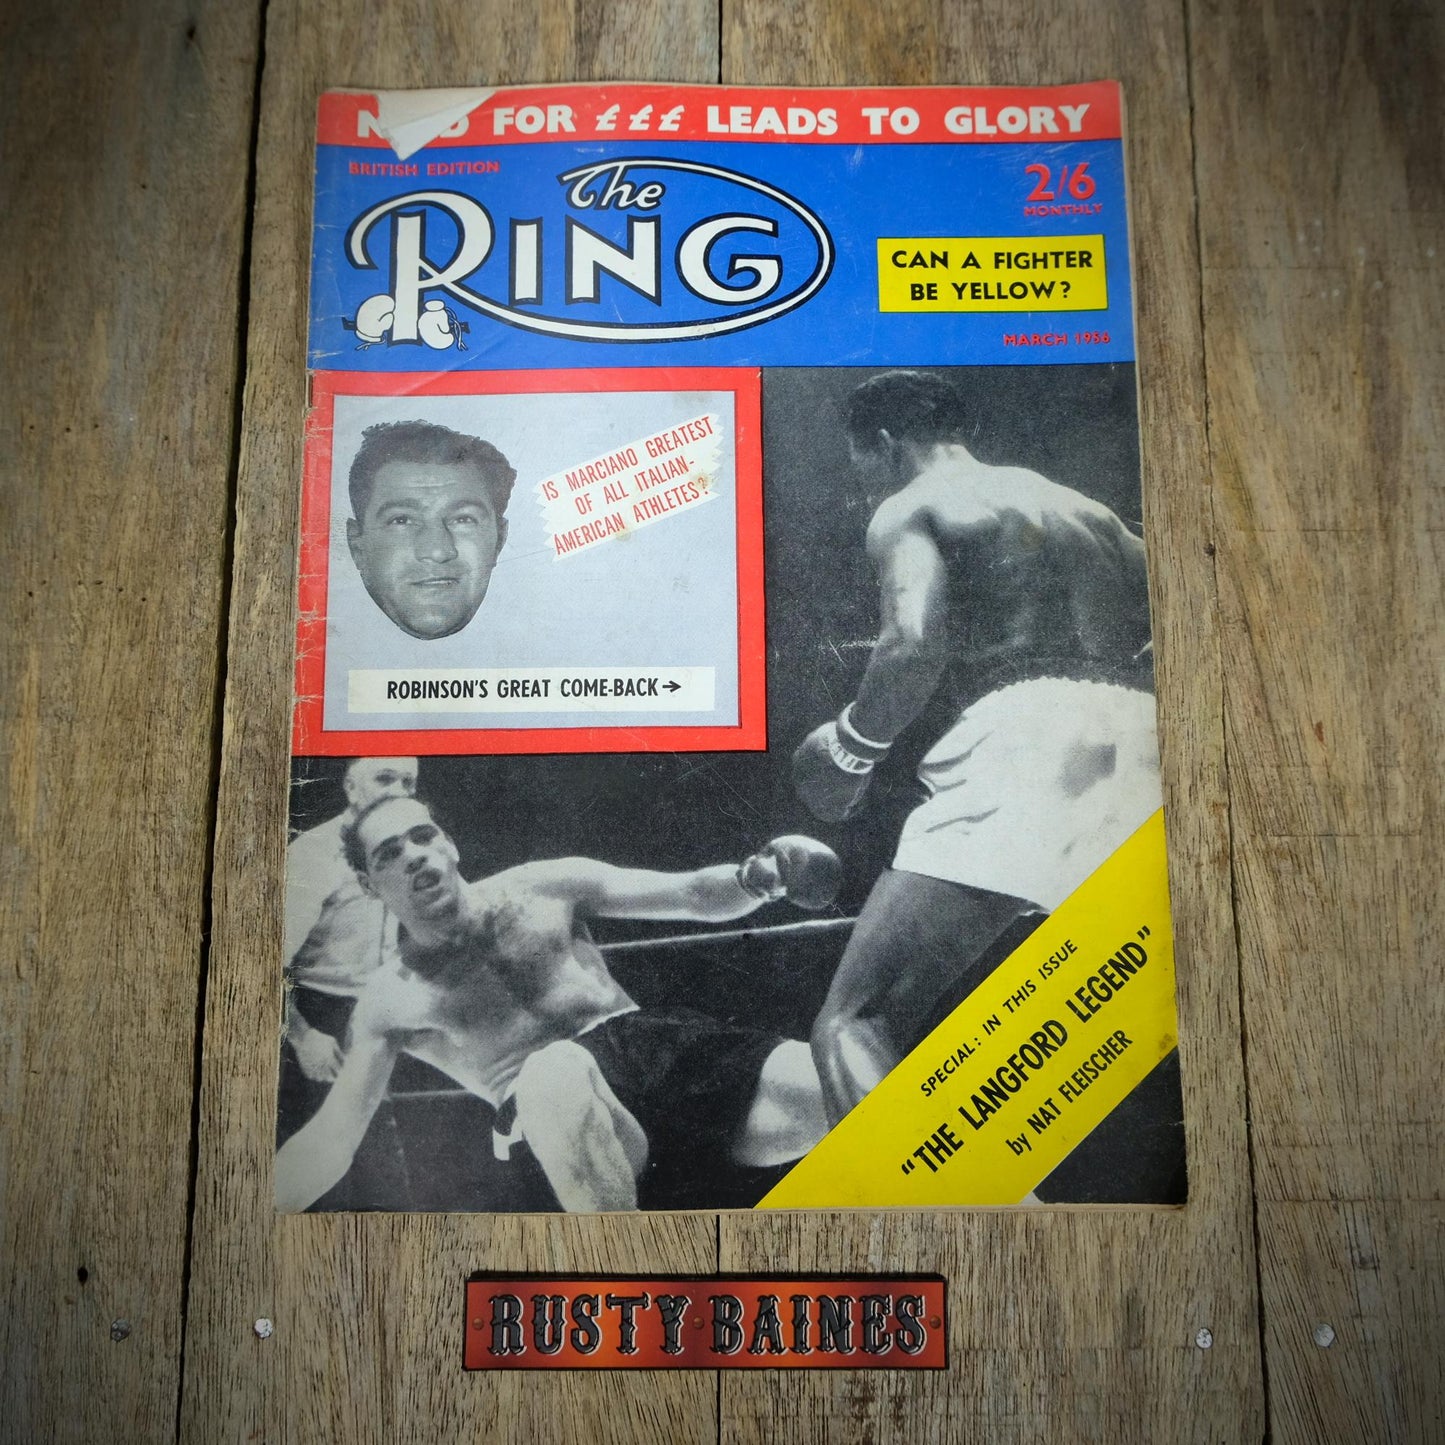 N D FOR £££ LEADS TO GLORY
BRITISH EDITION
The
RING
2/6
MONTHLY
CAN A FIGHTER
BE YELLOW?
MARCH 1956
IS MARCIANO GREATEST
OF ALL ITALIAN-
AMERICAN ATHLETES?
ROBINSON'S GREAT COME-BACK→
SPECIAL: IN THIS ISSUE
"THE LANGFORD LEGEND"
by NAT FLEISCHER
RUSTY BAINES